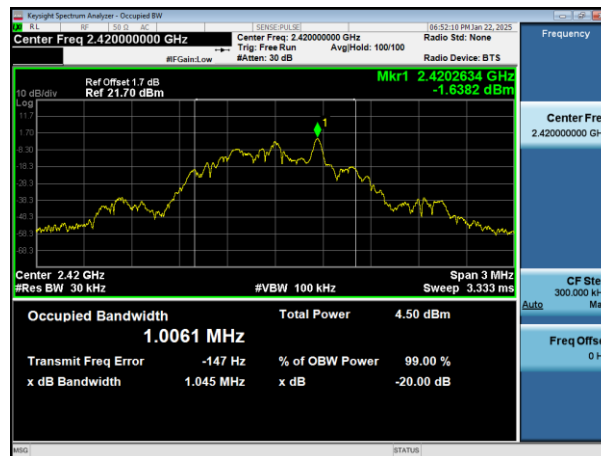 Keysight Spectrum Analyzer - Occupied BW
RL RF 50 Ω AC SENSE:PULSE 06:52:10 PM Jan 22, 2025
Center Freq 2.420000000 GHz
Center Freq: 2.420000000 GHz
Radio Std: None
Trig: Free Run Avg|Hold: 100/100
#IFGain:Low #Atten: 30 dB Radio Device: BTS
Frequency
Ref Offset 1.7 dB
10 dB/div Ref 21.70 dBm
Mkr1 2.4202634 GHz
-1.6382 dBm
Log
11.7
1.70
-8.30
-18.3
-28.3
-38.3
-48.3
-58.3
-68.3
1
Center Fre
2.420000000 GH
Center 2.42 GHz Span 3 MHz
#Res BW 30 kHz #VBW 100 kHz Sweep 3.333 ms
CF Ste
300.000 kH
Auto Ma
Occupied Bandwidth Total Power 4.50 dBm
1.0061 MHz
Transmit Freq Error -147 Hz % of OBW Power 99.00 %
x dB Bandwidth 1.045 MHz x dB -20.00 dB
Freq Offse
0 H
MSG STATUS